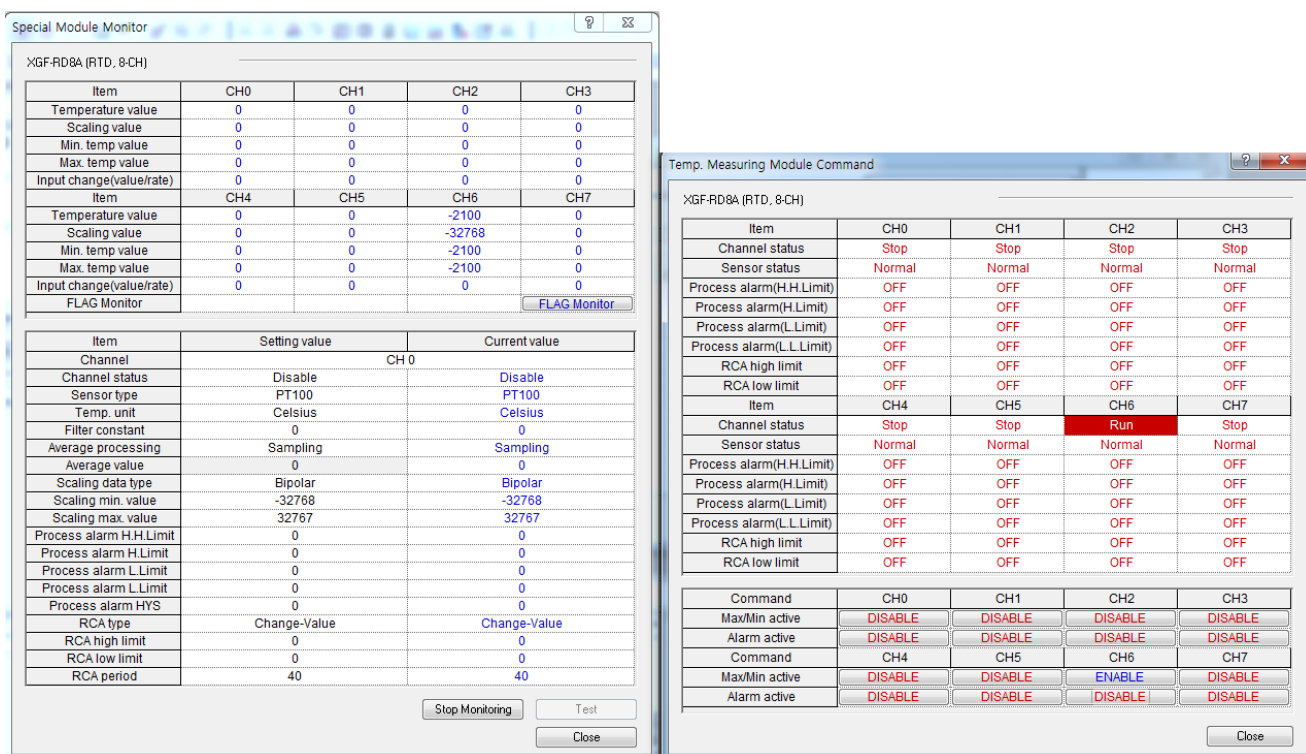 Special Module Monitor
XGF-RD8A (RTD, 8-CH)
Item CH0 CH1 CH2 CH3
Temperature value 0 0 0 0
Scaling value 0 0 0 0
Min. temp value 0 0 0 0
Max. temp value 0 0 0 0
Input change(value/rate) 0 0 0 0
Item CH4 CH5 CH6 CH7
Temperature value 0 0 -2100 0
Scaling value 0 0 -32768 0
Min. temp value 0 0 -2100 0
Max. temp value 0 0 -2100 0
Input change(value/rate) 0 0 0 0
FLAG Monitor FLAG Monitor
Item Setting value Current value
Channel CH 0
Channel status Disable Disable
Sensor type PT100 PT100
Temp. unit Celsius Celsius
Filter constant 0 0
Average processing Sampling Sampling
Average value 0 0
Scaling data type Bipolar Bipolar
Scaling min. value -32768 -32768
Scaling max. value 32767 32767
Process alarm H.H.Limit 0 0
Process alarm H.Limit 0 0
Process alarm L.Limit 0 0
Process alarm L.Limit 0 0
Process alarm HYS 0 0
RCA type Change-Value Change-Value
RCA high limit 0 0
RCA low limit 0 0
RCA period 40 40
Stop Monitoring Test
Close
Temp. Measuring Module Command
XGF-RD8A (RTD, 8-CH)
Item CH0 CH1 CH2 CH3
Channel status Stop Stop Stop Stop
Sensor status Normal Normal Normal Normal
Process alarm(H.H.Limit) OFF OFF OFF OFF
Process alarm(H.Limit) OFF OFF OFF OFF
Process alarm(L.Limit) OFF OFF OFF OFF
Process alarm(L.L.Limit) OFF OFF OFF OFF
RCA high limit OFF OFF OFF OFF
RCA low limit OFF OFF OFF OFF
Item CH4 CH5 CH6 CH7
Channel status Stop Stop Run Stop
Sensor status Normal Normal Normal Normal
Process alarm(H.H.Limit) OFF OFF OFF OFF
Process alarm(H.Limit) OFF OFF OFF OFF
Process alarm(L.Limit) OFF OFF OFF OFF
Process alarm(L.L.Limit) OFF OFF OFF OFF
RCA high limit OFF OFF OFF OFF
RCA low limit OFF OFF OFF OFF
Command CH0 CH1 CH2 CH3
Max/Min active DISABLE DISABLE DISABLE DISABLE
Alarm active DISABLE DISABLE DISABLE DISABLE
Command CH4 CH5 CH6 CH7
Max/Min active DISABLE DISABLE ENABLE DISABLE
Alarm active DISABLE DISABLE DISABLE DISABLE
Close